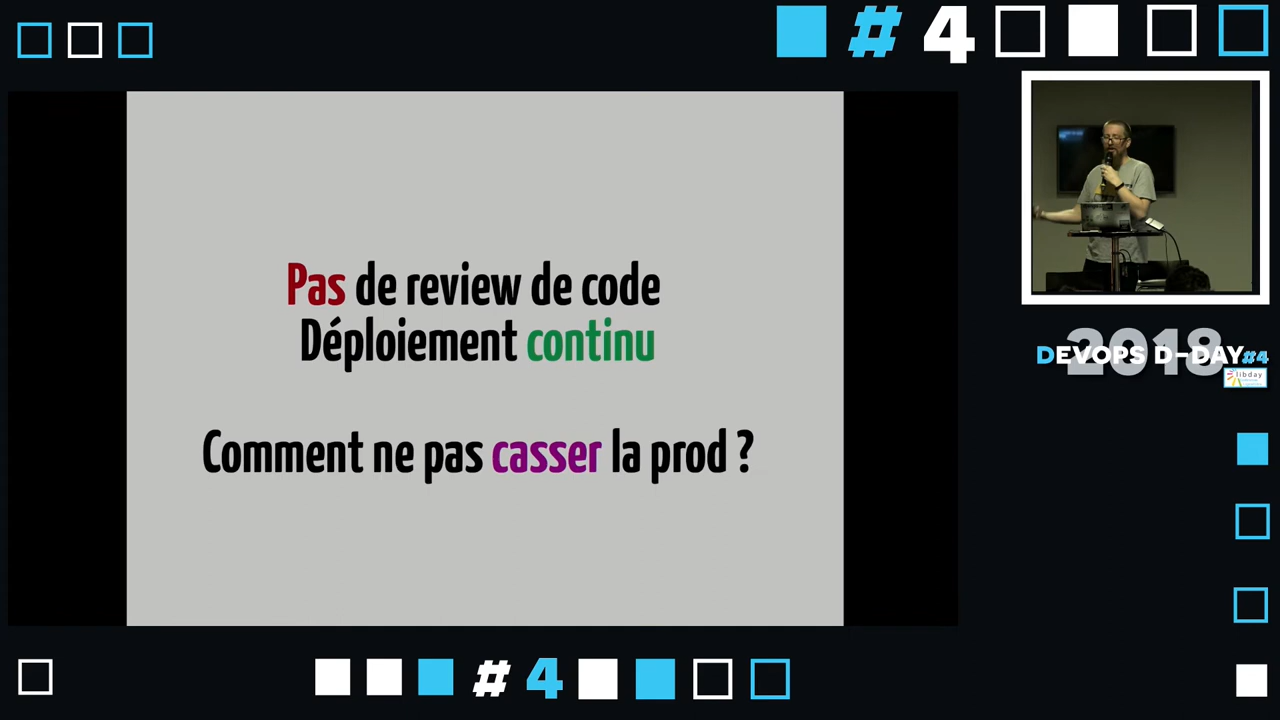 #4
Pas de review de code
Déploiement continu
Comment ne pas casser la prod ?
2018
DEVOPS D-DAY#4
libday
#4